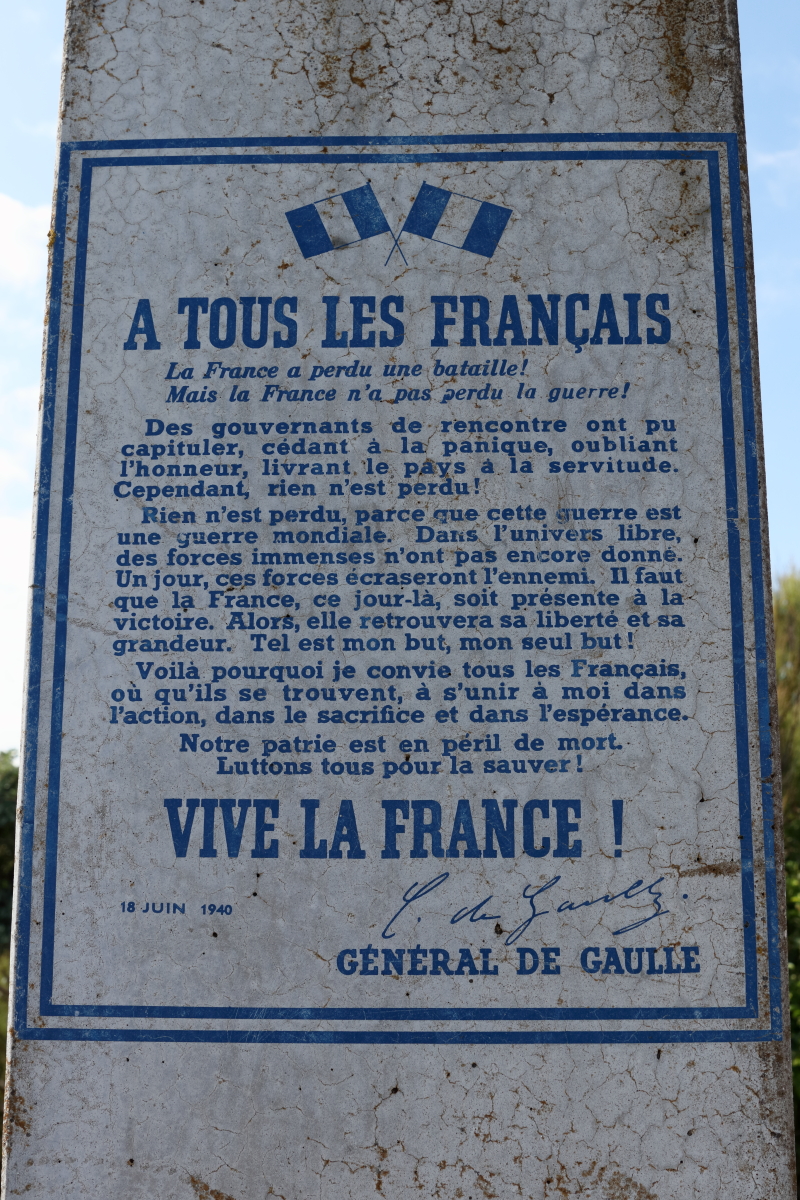 A TOUS LES FRANÇAIS
La France a perdu une bataille!
Mais la France n'a pas perdu la guerre!
Des gouvernants de rencontre ont pu
capituler, cédant à la panique, oubliant
l'honneur, livrant le pays à la servitude.
Cependant, rien n'est perdu!
Rien n'est perdu, parce que cette guerre est
une guerre mondiale. Dans l'univers libre,
des forces immenses n'ont pas encore donné.
Un jour, ces forces écraseront l'ennemi. Il faut
que la France, ce jour-là, soit présente à la
victoire. Alors, elle retrouvera sa liberté et sa
grandeur. Tel est mon but, mon seul but!
Voilà pourquoi je convie tous les Français,
où qu'ils se trouvent, à s'unir à moi dans
l'action, dans le sacrifice et dans l'espérance.
Notre patrie est en péril de mort.
Luttons tous pour la sauver!
VIVE LA FRANCE !
C. de Gaulle.
18 JUIN 1940
GÉNÉRAL DE GAULLE